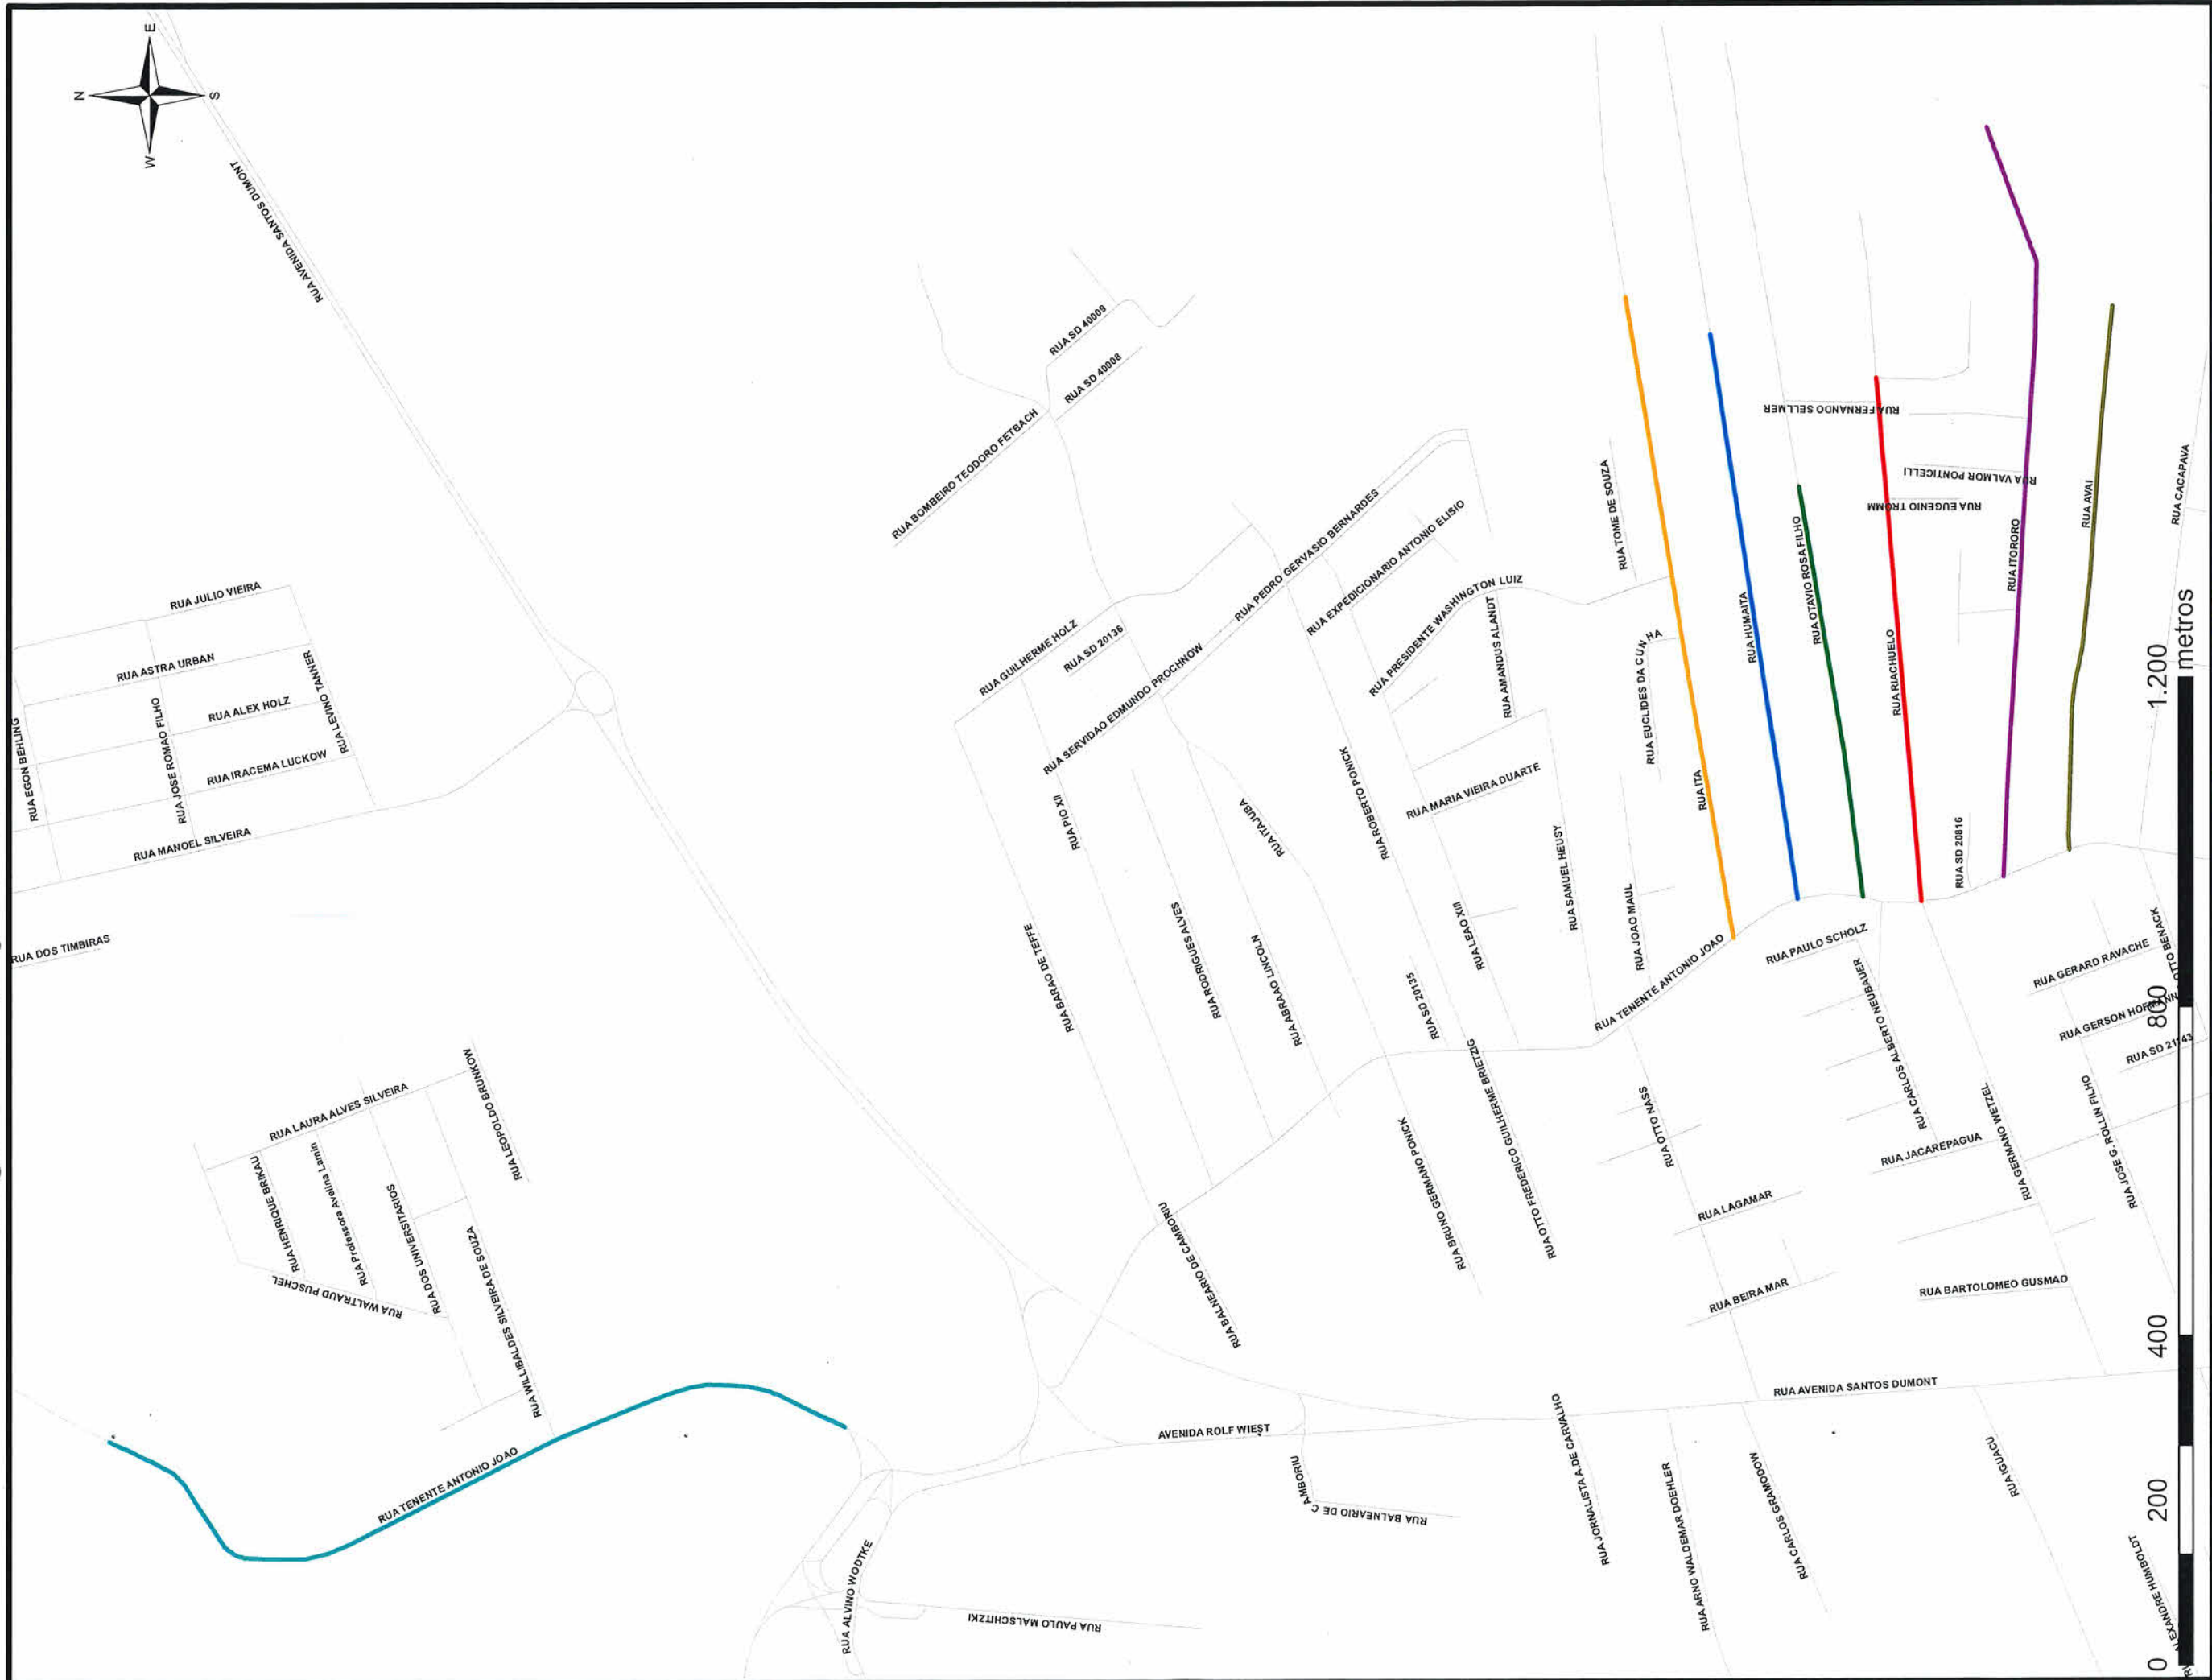 E
N
S
W
RUA AVENIDA SANTOS DUMONT
RUA JULIO VIEIRA
RUA ASTRA URBAN
RUA ALEX HOLZ
RUA IRACEMA LUCKOW
RUA LEVINO TANNER
RUA JOSE ROMAO FILHO
RUA EGON BEHLING
RUA MANOEL SILVEIRA
RUA DOS TIMBIRAS
RUA LAURA ALVES SILVEIRA
RUA LEOPOLDO BRUNKOW
RUA HENRIQUE BRIKAU
RUA Professora Avelina Lamin
RUA DOS UNIVERSITARIOS
RUA WALTRAUD PUSCHEL
RUA WILLIBALDES SILVEIRA DE SOUZA
RUA TENENTE ANTONIO JOAO
RUA ALVINO WODTKE
RUA PAULO MALSCHITZKI
AVENIDA ROLF WIEST
RUA BALNEARIO DE CAMBORIU
RUA BALNEARIO DE CAMBORIU
RUA BOMBEIRO TEODORO FETBACH
RUA SD 40009
RUA SD 40008
RUA GUILHERME HOLZ
RUA SD 20136
RUA SERVIDAO EDMUNDO PROCHNOW
RUA PEDRO GERVASIO BERNARDES
RUA EXPEDICIONARIO ANTONIO ELISIO
RUA PRESIDENTE WASHINGTON LUIZ
RUA AMANDUS ALANDT
RUA PIO XII
RUA BARAO DE TEFFE
RUA RODRIGUES ALVES
RUA ABRAAO LINCOLN
RUA ITAJUBA
RUA ROBERTO PONICK
RUA MARIA VIEIRA DUARTE
RUA SAMUEL HEUSY
RUA LEAO XIII
RUA SD 20135
RUA BRUNO GERMANO PONICK
RUA OTTO FREDERICO GUILHERME BRIETZIG
RUA TOME DE SOUZA
RUA EUCLIDES DA CUNHA
RUA JOAO MAUL
RUA ITA
RUA HUMAITA
RUA OTAVIO ROSA FILHO
RUA RIACHUELO
RUA FERNANDO SELLMER
RUA VALMOR PONTICELLI
RUA EUGENIO TROMM
RUA ITORORO
RUA AVAI
RUA CACAPAVA
RUA SD 20816
RUA TENENTE ANTONIO JOAO
RUA PAULO SCHOLZ
RUA CARLOS ALBERTO NEUBAUER
RUA GERARD RAVACHE
OTTO BENACK
RUA GERSON HOFMANN
RUA SD 21143
RUA OTTO NASS
RUA LAGAMAR
RUA BEIRA MAR
RUA JACAREPAGUA
RUA GERMANO WETZEL
RUA JOSE G. ROLLIN FILHO
RUA BARTOLOMEO GUSMAO
RUA AVENIDA SANTOS DUMONT
RUA JORNALISTA A.DE CARVALHO
RUA ARNO WALDEMAR DOEHLER
RUA CARLOS GRAMODOW
RUA IGUACU
ALEXANDRE HUMBOLDT
0 200 400 800 1.200
metros